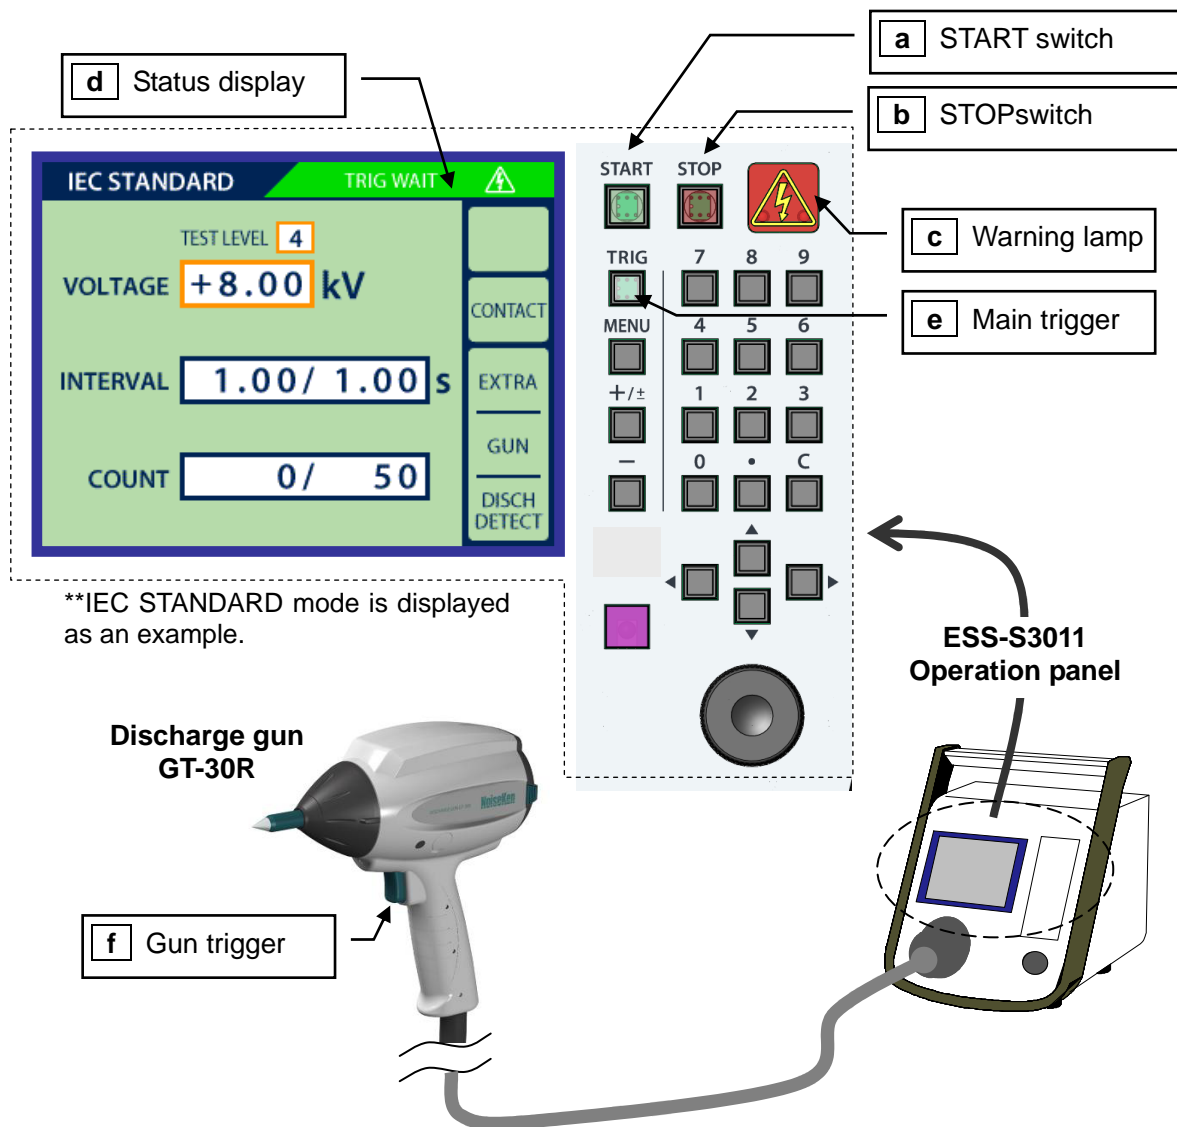 a START switch
d Status display
b STOPswitch
IEC STANDARD TRIG WAIT
START STOP
TEST LEVEL 4
VOLTAGE +8.00 kV
CONTACT
INTERVAL 1.00/ 1.00 s
EXTRA
GUN
COUNT 0/ 50
DISCH
DETECT
c Warning lamp
TRIG 7 8 9
e Main trigger
MENU 4 5 6
+/± 1 2 3
− 0 • C
**IEC STANDARD mode is displayed
as an example.
ESS-S3011
Operation panel
Discharge gun
GT-30R
NoiseKen
f Gun trigger